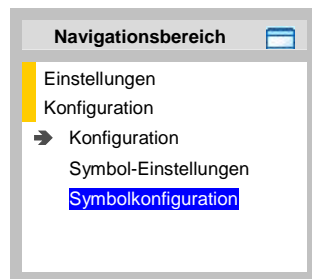 Navigationsbereich
Einstellungen
Konfiguration
Konfiguration
Symbol-Einstellungen
Symbolkonfiguration